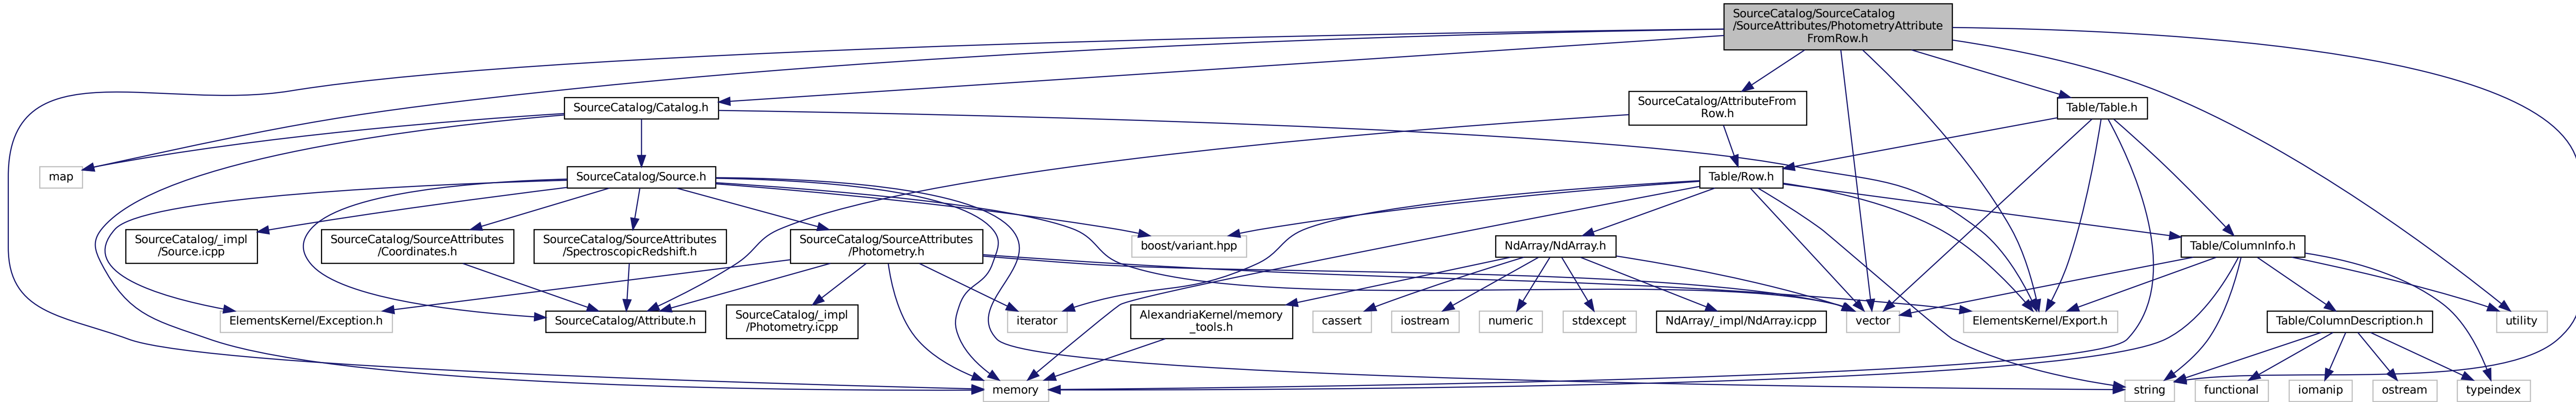 SourceCatalog/SourceCatalog
/SourceAttributes/PhotometryAttribute
FromRow.h
SourceCatalog/Catalog.h
SourceCatalog/AttributeFrom
Row.h
Table/Table.h
map
SourceCatalog/Source.h
Table/Row.h
SourceCatalog/_impl
/Source.icpp
SourceCatalog/SourceAttributes
/Coordinates.h
SourceCatalog/SourceAttributes
/SpectroscopicRedshift.h
SourceCatalog/SourceAttributes
/Photometry.h
boost/variant.hpp
NdArray/NdArray.h
Table/ColumnInfo.h
ElementsKernel/Exception.h
SourceCatalog/Attribute.h
SourceCatalog/_impl
/Photometry.icpp
iterator
AlexandriaKernel/memory
_tools.h
cassert
iostream
numeric
stdexcept
NdArray/_impl/NdArray.icpp
vector
ElementsKernel/Export.h
Table/ColumnDescription.h
utility
memory
string
functional
iomanip
ostream
typeindex